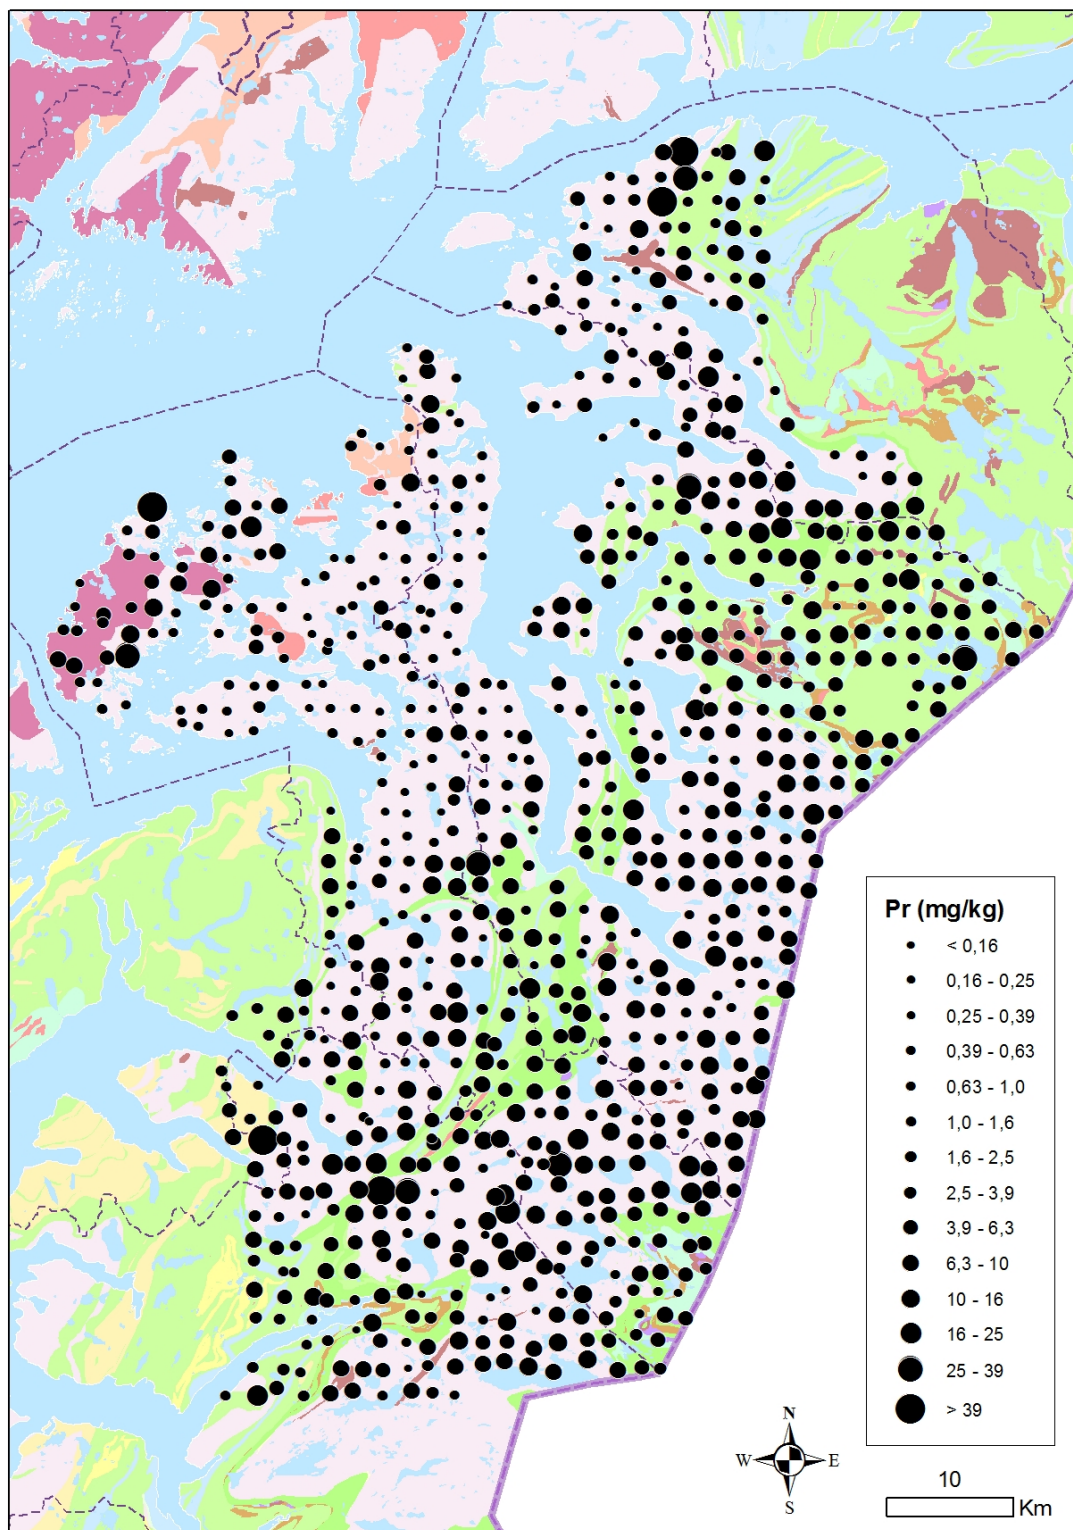 Pr (mg/kg)
< 0,16
0,16 - 0,25
0,25 - 0,39
0,39 - 0,63
0,63 - 1,0
1,0 - 1,6
1,6 - 2,5
2,5 - 3,9
3,9 - 6,3
6,3 - 10
10 - 16
16 - 25
25 - 39
> 39
N
W E
S
10
Km